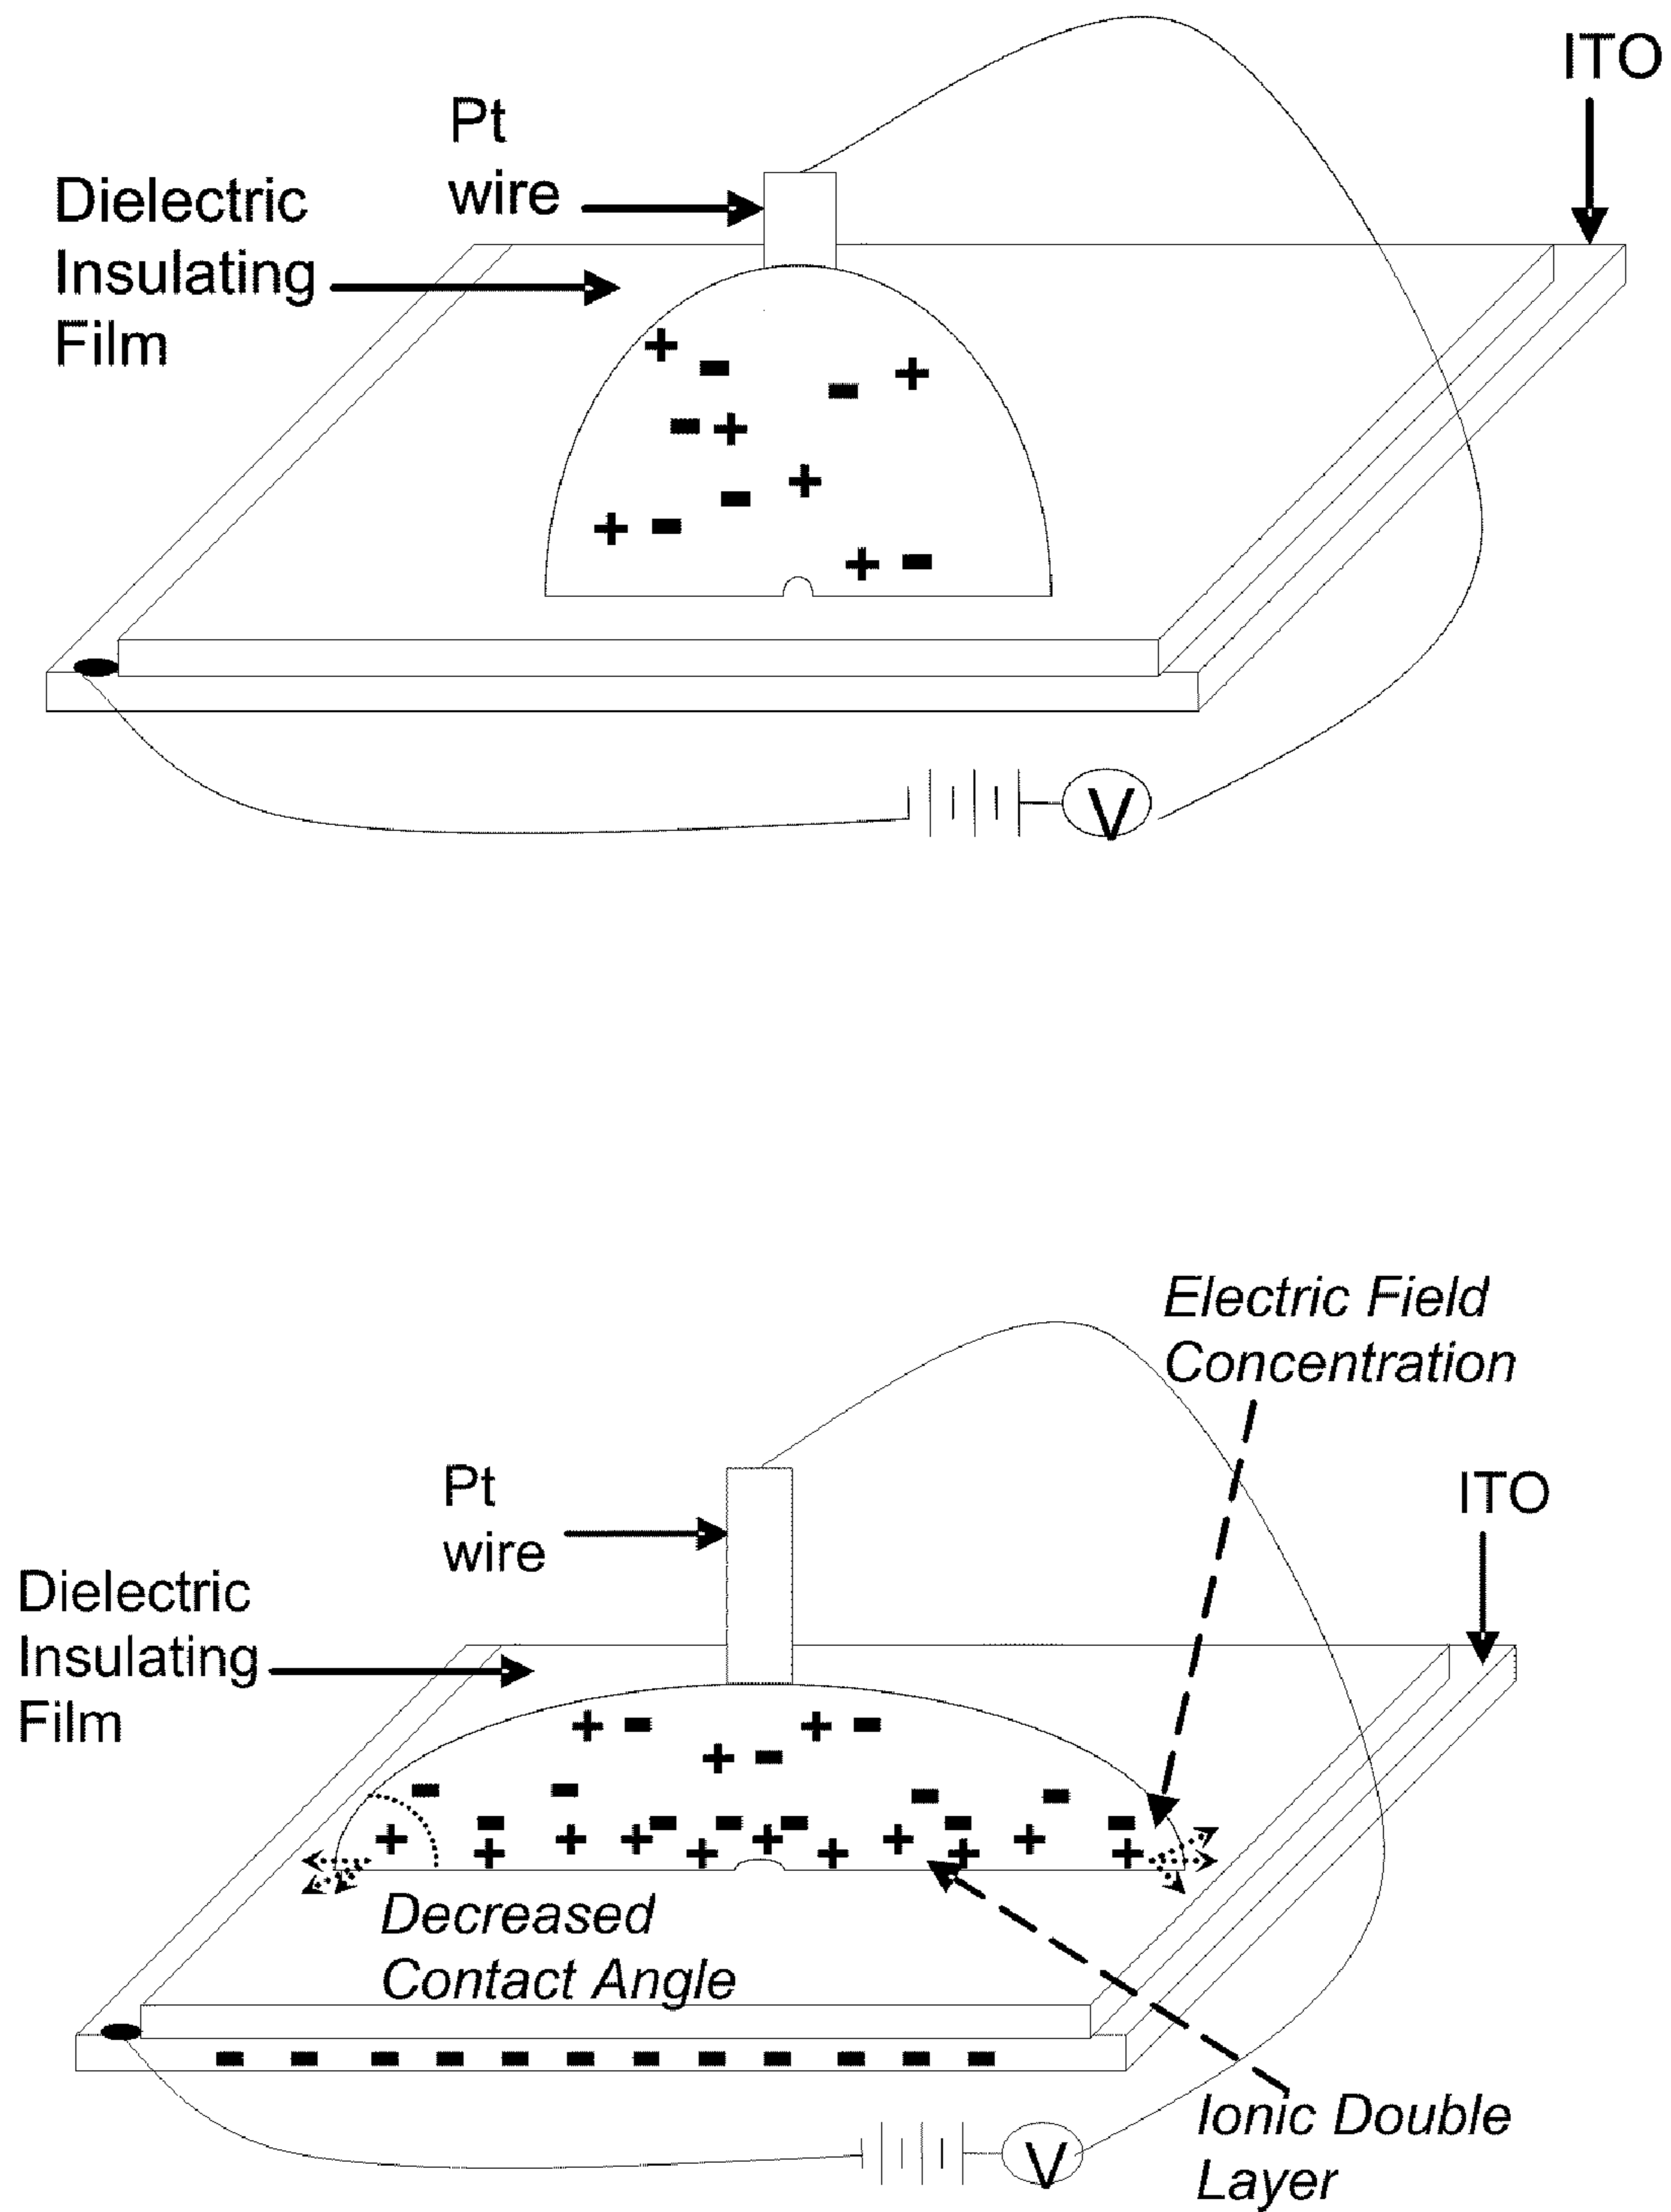 ITO
Pt
wire
Dielectric
Insulating
Film
V
Electric Field
Concentration
ITO
Pt
wire
Dielectric
Insulating
Film
Decreased
Contact Angle
Ionic Double
Layer
V